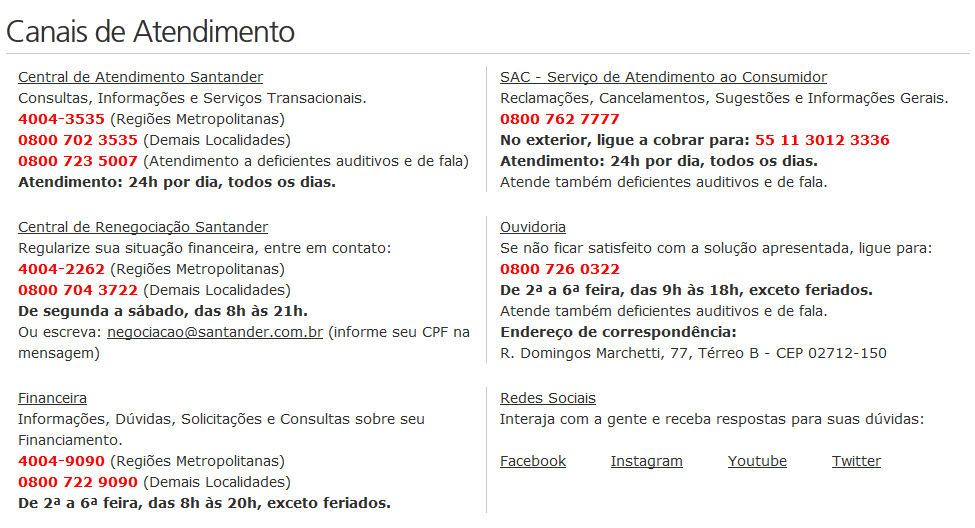 Canais de Atendimento
Central de Atendimento Santander
Consultas, Informações e Serviços Transacionais.
4004-3535 (Regiões Metropolitanas)
0800 702 3535 (Demais Localidades)
0800 723 5007 (Atendimento a deficientes auditivos e de fala)
Atendimento: 24h por dia, todos os dias.
SAC - Serviço de Atendimento ao Consumidor
Reclamações, Cancelamentos, Sugestões e Informações Gerais.
0800 762 7777
No exterior, ligue a cobrar para: 55 11 3012 3336
Atendimento: 24h por dia, todos os dias.
Atende também deficientes auditivos e de fala.
Central de Renegociação Santander
Regularize sua situação financeira, entre em contato:
4004-2262 (Regiões Metropolitanas)
0800 704 3722 (Demais Localidades)
De segunda a sábado, das 8h às 21h.
Ou escreva: negociacao@santander.com.br (informe seu CPF na
mensagem)
Ouvidoria
Se não ficar satisfeito com a solução apresentada, ligue para:
0800 726 0322
De 2ª a 6ª feira, das 9h às 18h, exceto feriados.
Atende também deficientes auditivos e de fala.
Endereço de correspondência:
R. Domingos Marchetti, 77, Térreo B - CEP 02712-150
Financeira
Informações, Dúvidas, Solicitações e Consultas sobre seu
Financiamento.
4004-9090 (Regiões Metropolitanas)
0800 722 9090 (Demais Localidades)
De 2ª a 6ª feira, das 8h às 20h, exceto feriados.
Redes Sociais
Interaja com a gente e receba respostas para suas dúvidas:
Facebook Instagram Youtube Twitter